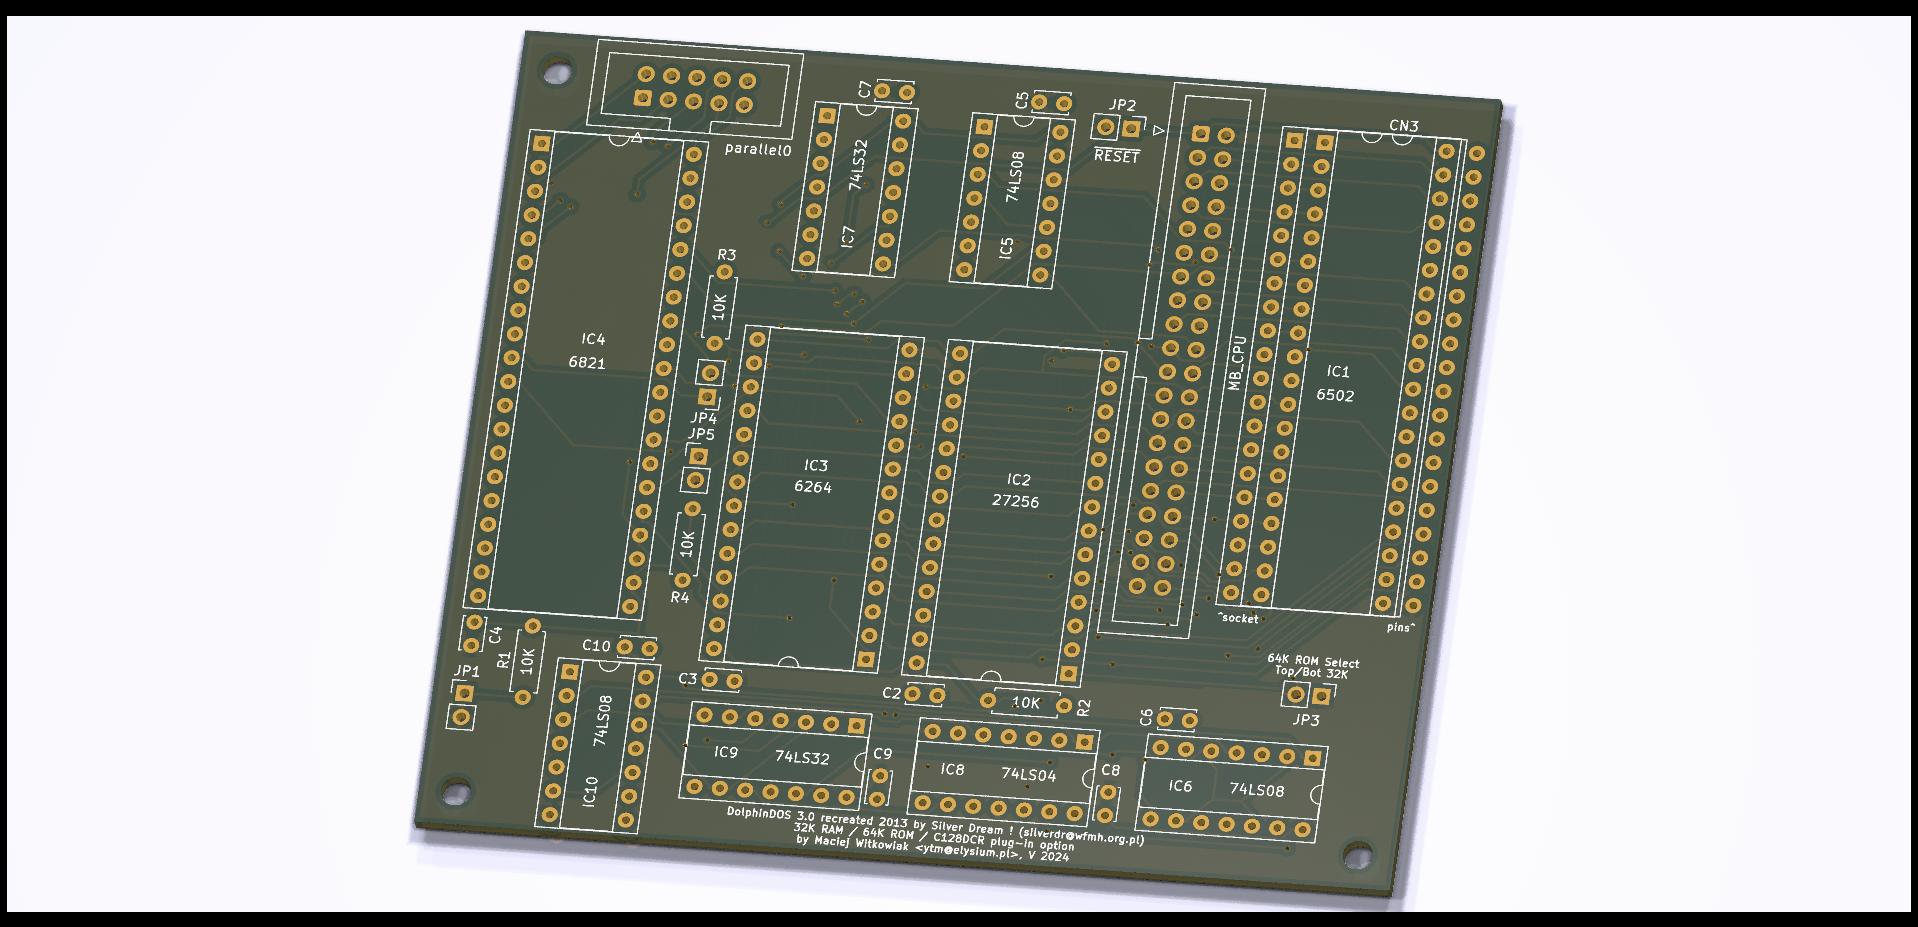 parallel0
C7
74LS32
IC7
C5
74LS08
IC5
JP2
RESET
CN3
IC4
6821
R3
10K
JP4
JP5
10K
R4
IC3
6264
IC2
27256
MB_CPU
IC1
6502
^socket
pins^
C4
R1
10K
JP1
C10
74LS08
IC10
C3
C2
10K
R2
64K ROM Select
Top/Bot 32K
JP3
C6
IC9 74LS32
C9
IC8 74LS04
C8
IC6 74LS08
DolphinDOS 3.0 recreated 2013 by Silver Dream ! (silverdr@wfmh.org.pl)
32K RAM / 64K ROM / C128DCR plug-in option
by Maciej Witkowiak <ytm@elysium.pl>, V 2024